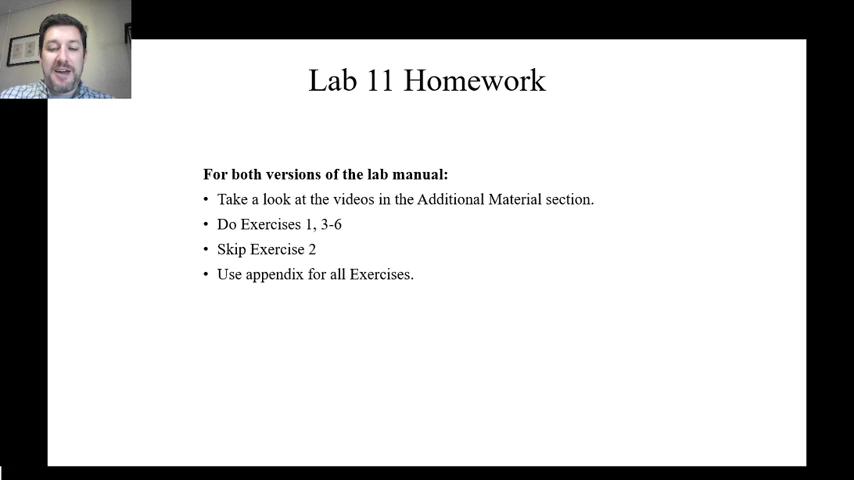 Lab 11 Homework
For both versions of the lab manual:
• Take a look at the videos in the Additional Material section.
• Do Exercises 1, 3-6
• Skip Exercise 2
• Use appendix for all Exercises.